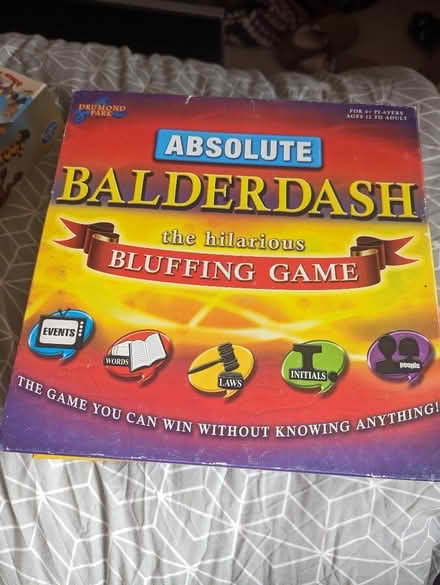 DRUMOND
PARK
FOR 4+ PLAYERS
AGES 12 TO ADULT
ABSOLUTE
BALDERDASH
the hilarious
BLUFFING GAME
EVENTS
WORDS
LAWS
INITIALS
people
THE GAME YOU CAN WIN WITHOUT KNOWING ANYTHING!